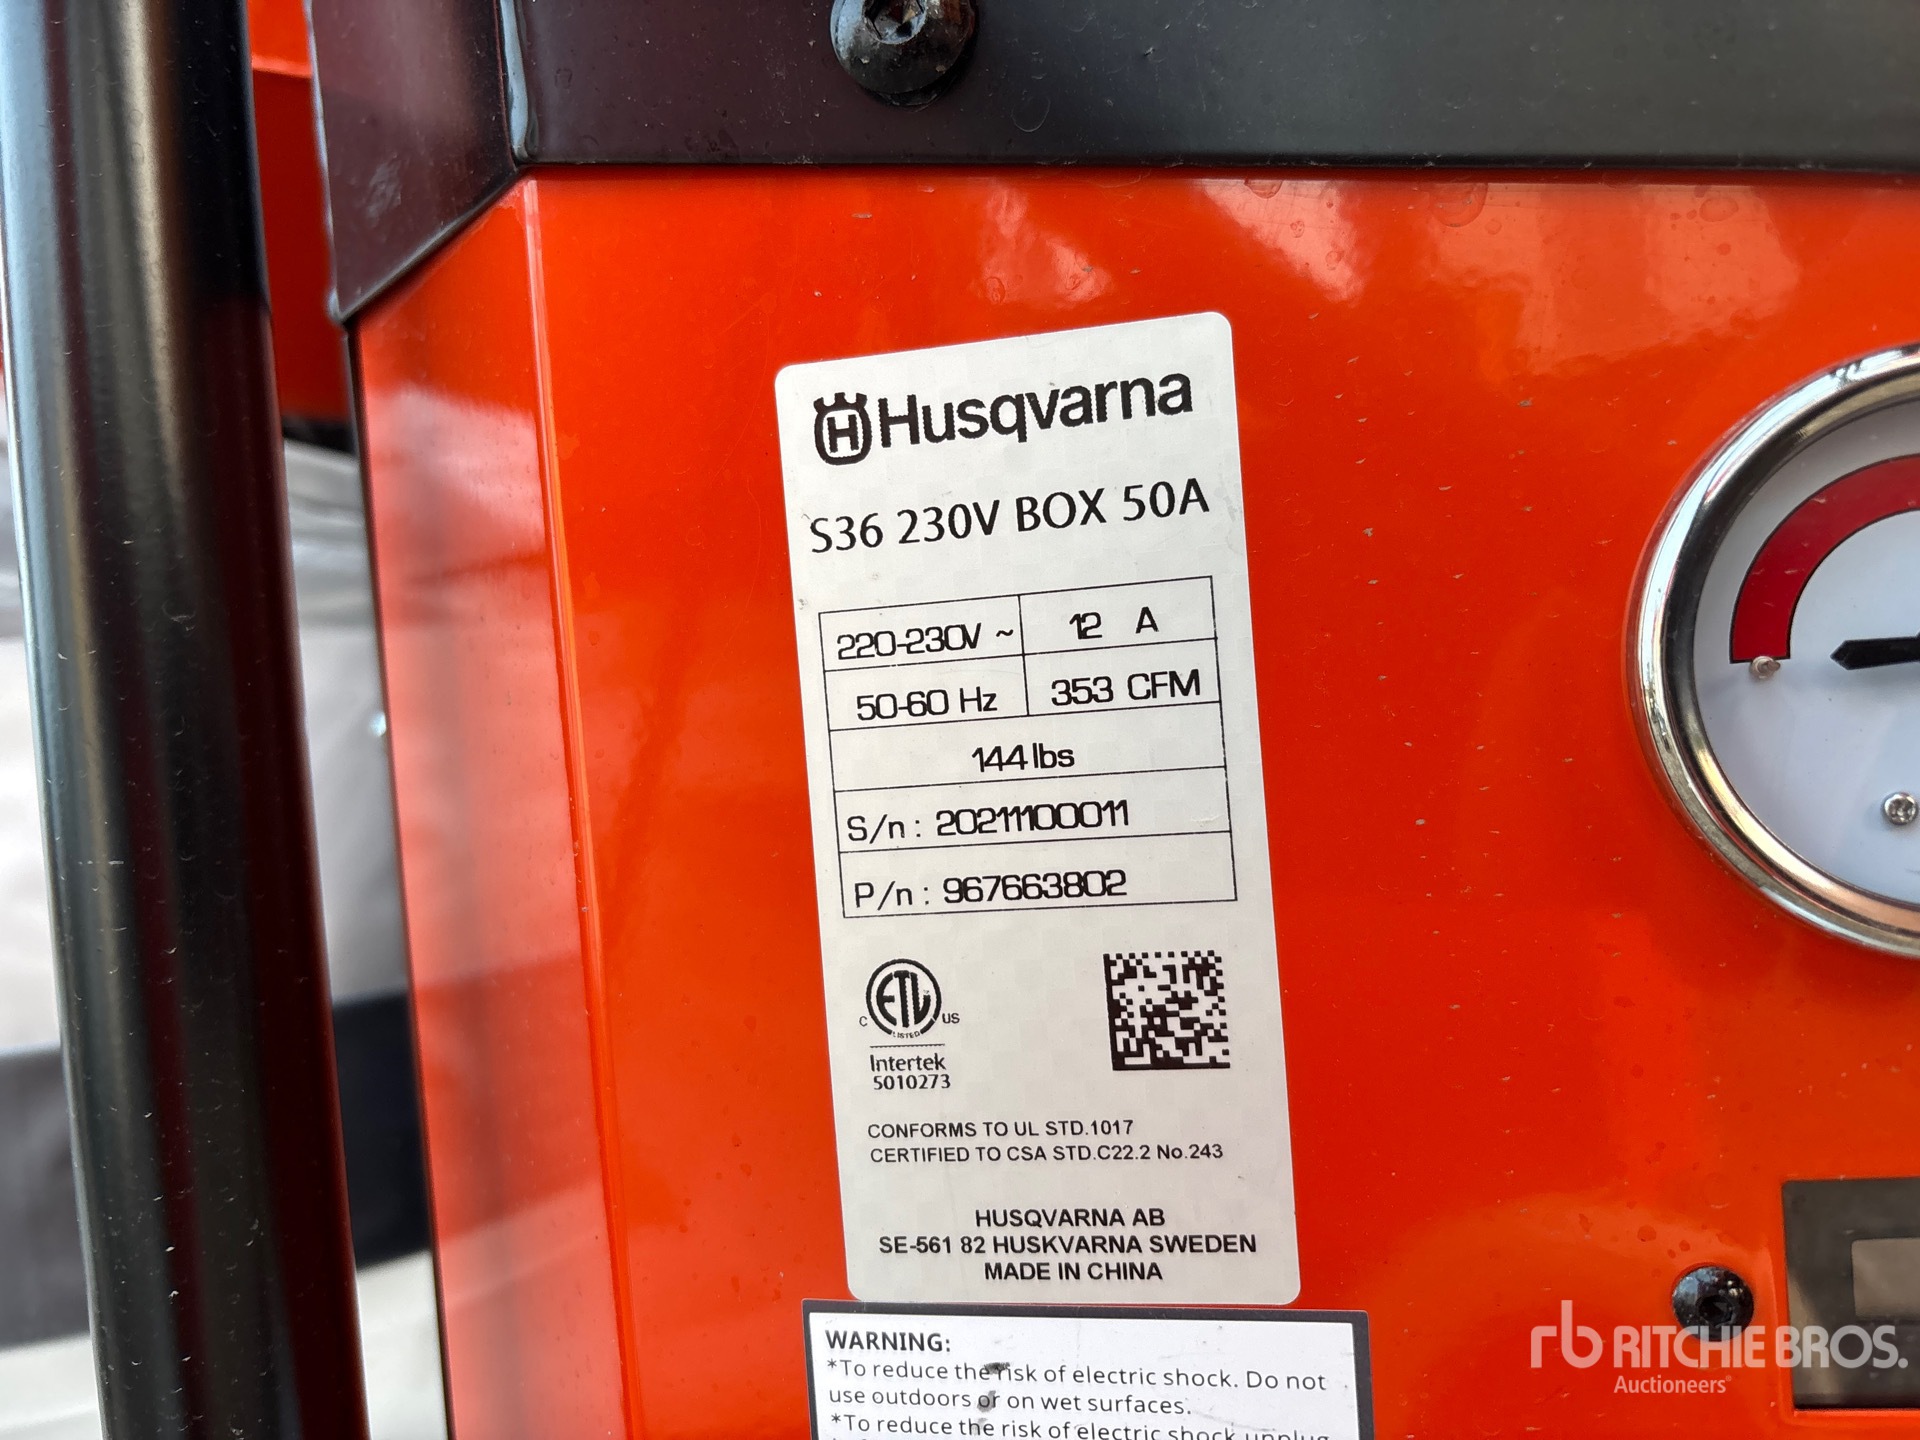 Husqvarna
S36 230V BOX 50A
220-230V ~ 12 A
50-60 Hz 353 CFM
144 lbs
S/n : 20211100011
P/n : 967663802
ETL
C US
LISTED
Intertek
5010273
CONFORMS TO UL STD.1017
CERTIFIED TO CSA STD.C22.2 No.243
HUSQVARNA AB
SE-561 82 HUSKVARNA SWEDEN
MADE IN CHINA
WARNING:
*To reduce the risk of electric shock. Do not
use outdoors or on wet surfaces.
*To reduce the risk of electric shock unplug
rb RITCHIE BROS.
Auctioneers